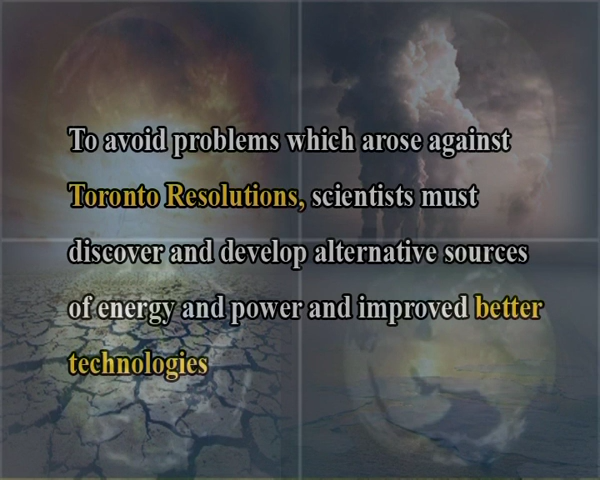 To avoid problems which arose against
Toronto Resolutions, scientists must
discover and develop alternative sources
of energy and power and improved better
technologies